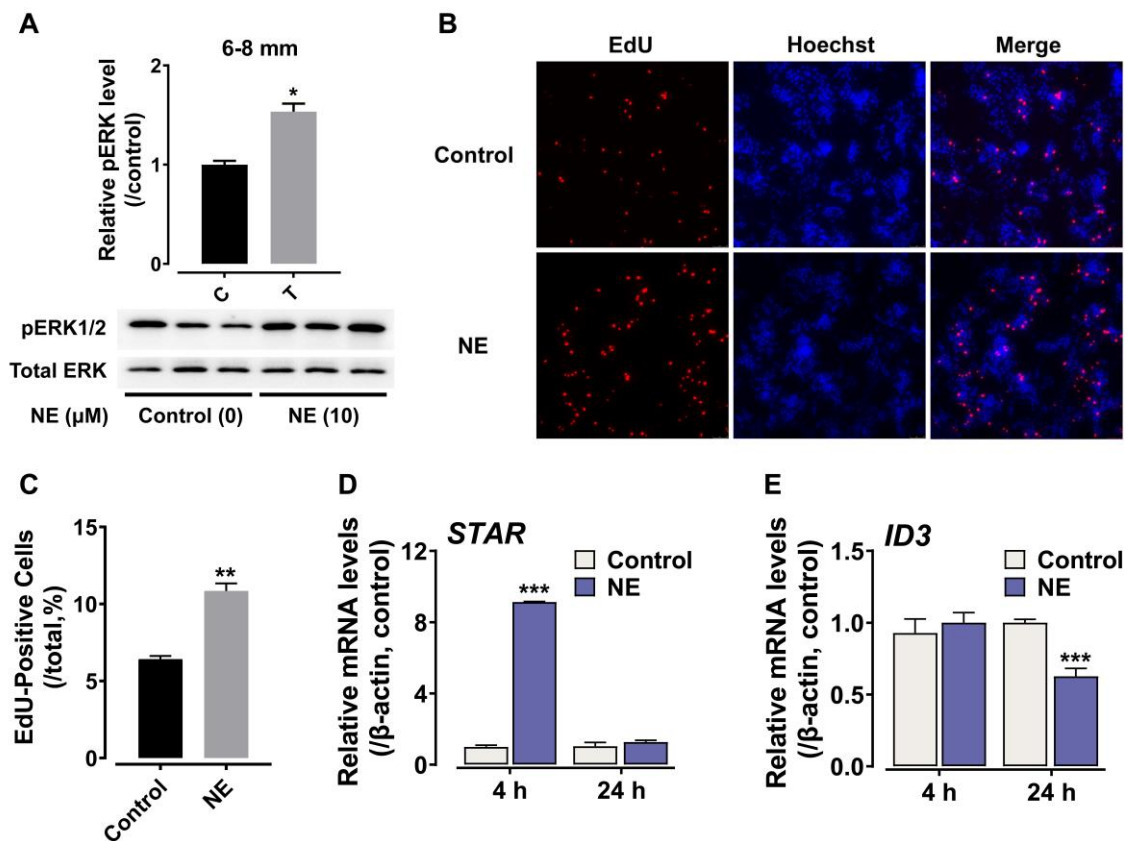 A
6-8 mm
Relative pERK level
(/control)
2
1
0
*
C
T
pERK1/2
Total ERK
NE (μM)
Control (0)
NE (10)
B
EdU
Hoechst
Merge
Control
NE
C
EdU-Positive Cells
(/total,%)
15
10
5
0
**
Control
NE
D
STAR
Relative mRNA levels
(/β-actin, control)
12
8
4
0
***
Control
NE
4 h
24 h
E
ID3
Relative mRNA levels
(/β-actin, control)
1.5
1.0
0.5
0.0
***
Control
NE
4 h
24 h